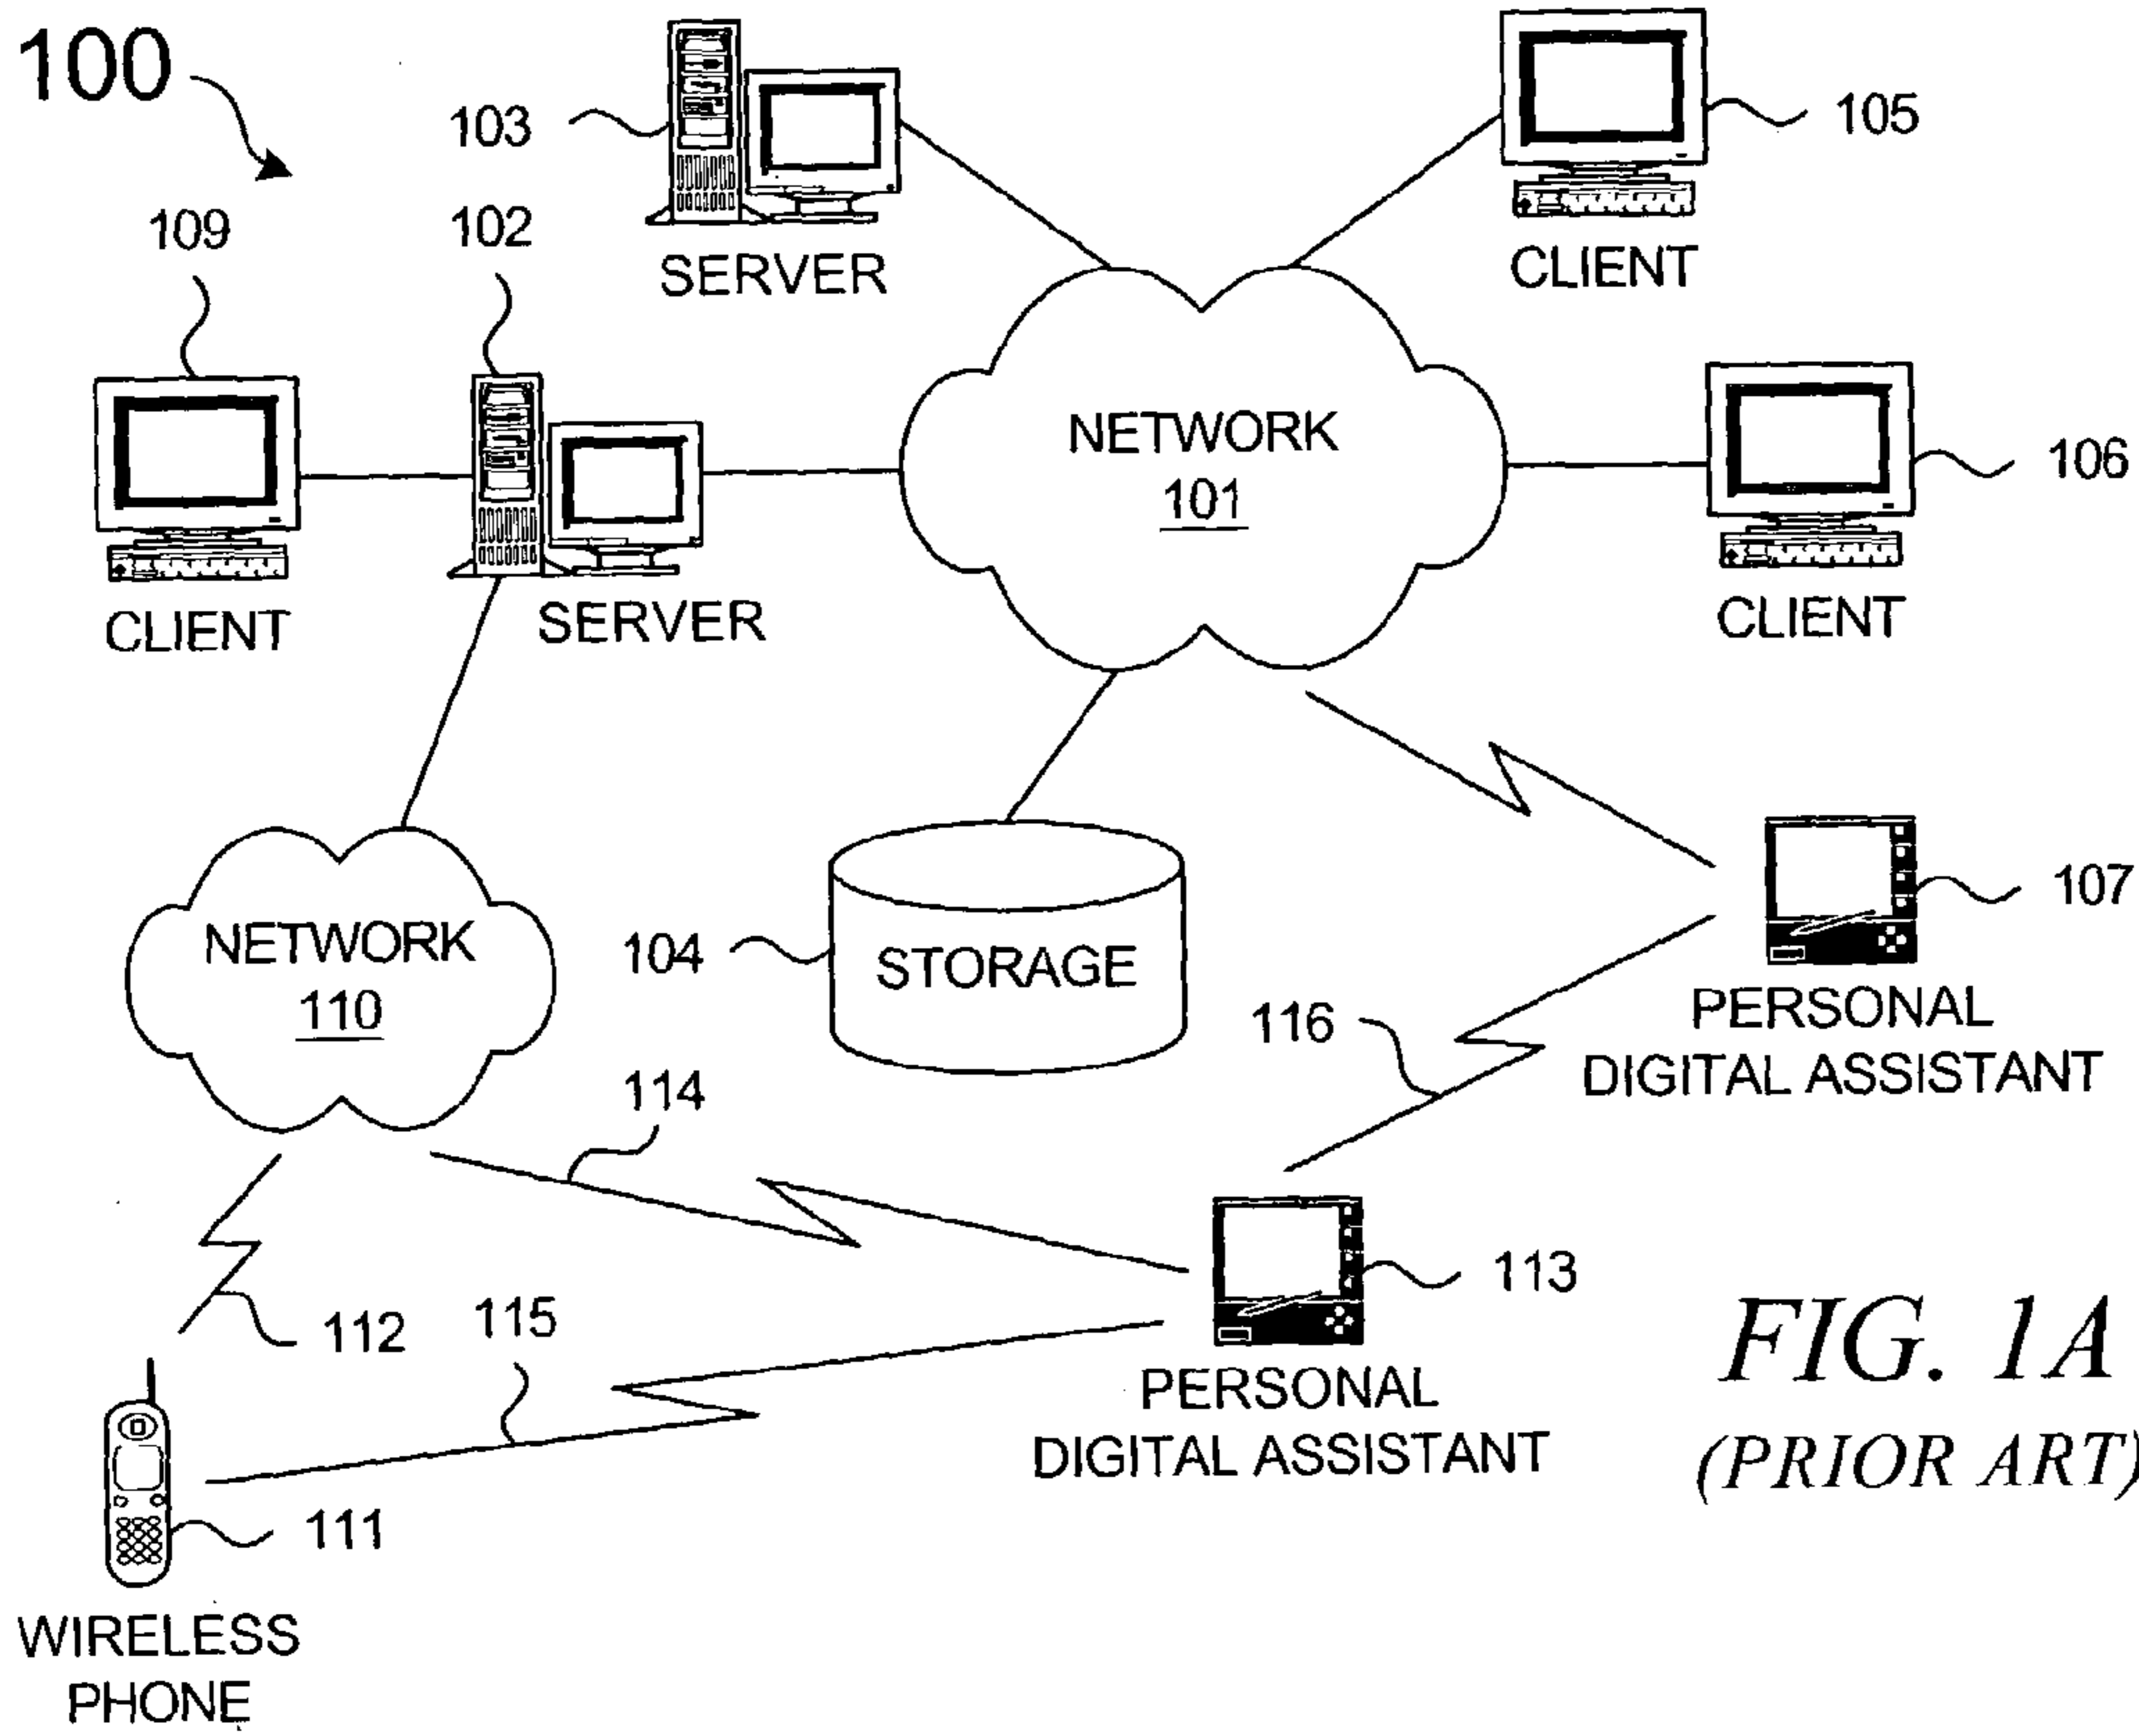 100
103
105
109
102
SERVER
CLIENT
NETWORK
101
106
CLIENT
SERVER
CLIENT
NETWORK
110
104
STORAGE
107
116
PERSONAL
DIGITAL ASSISTANT
114
113
112
115
FIG. 1A
(PRIOR ART)
PERSONAL
DIGITAL ASSISTANT
111
WIRELESS
PHONE